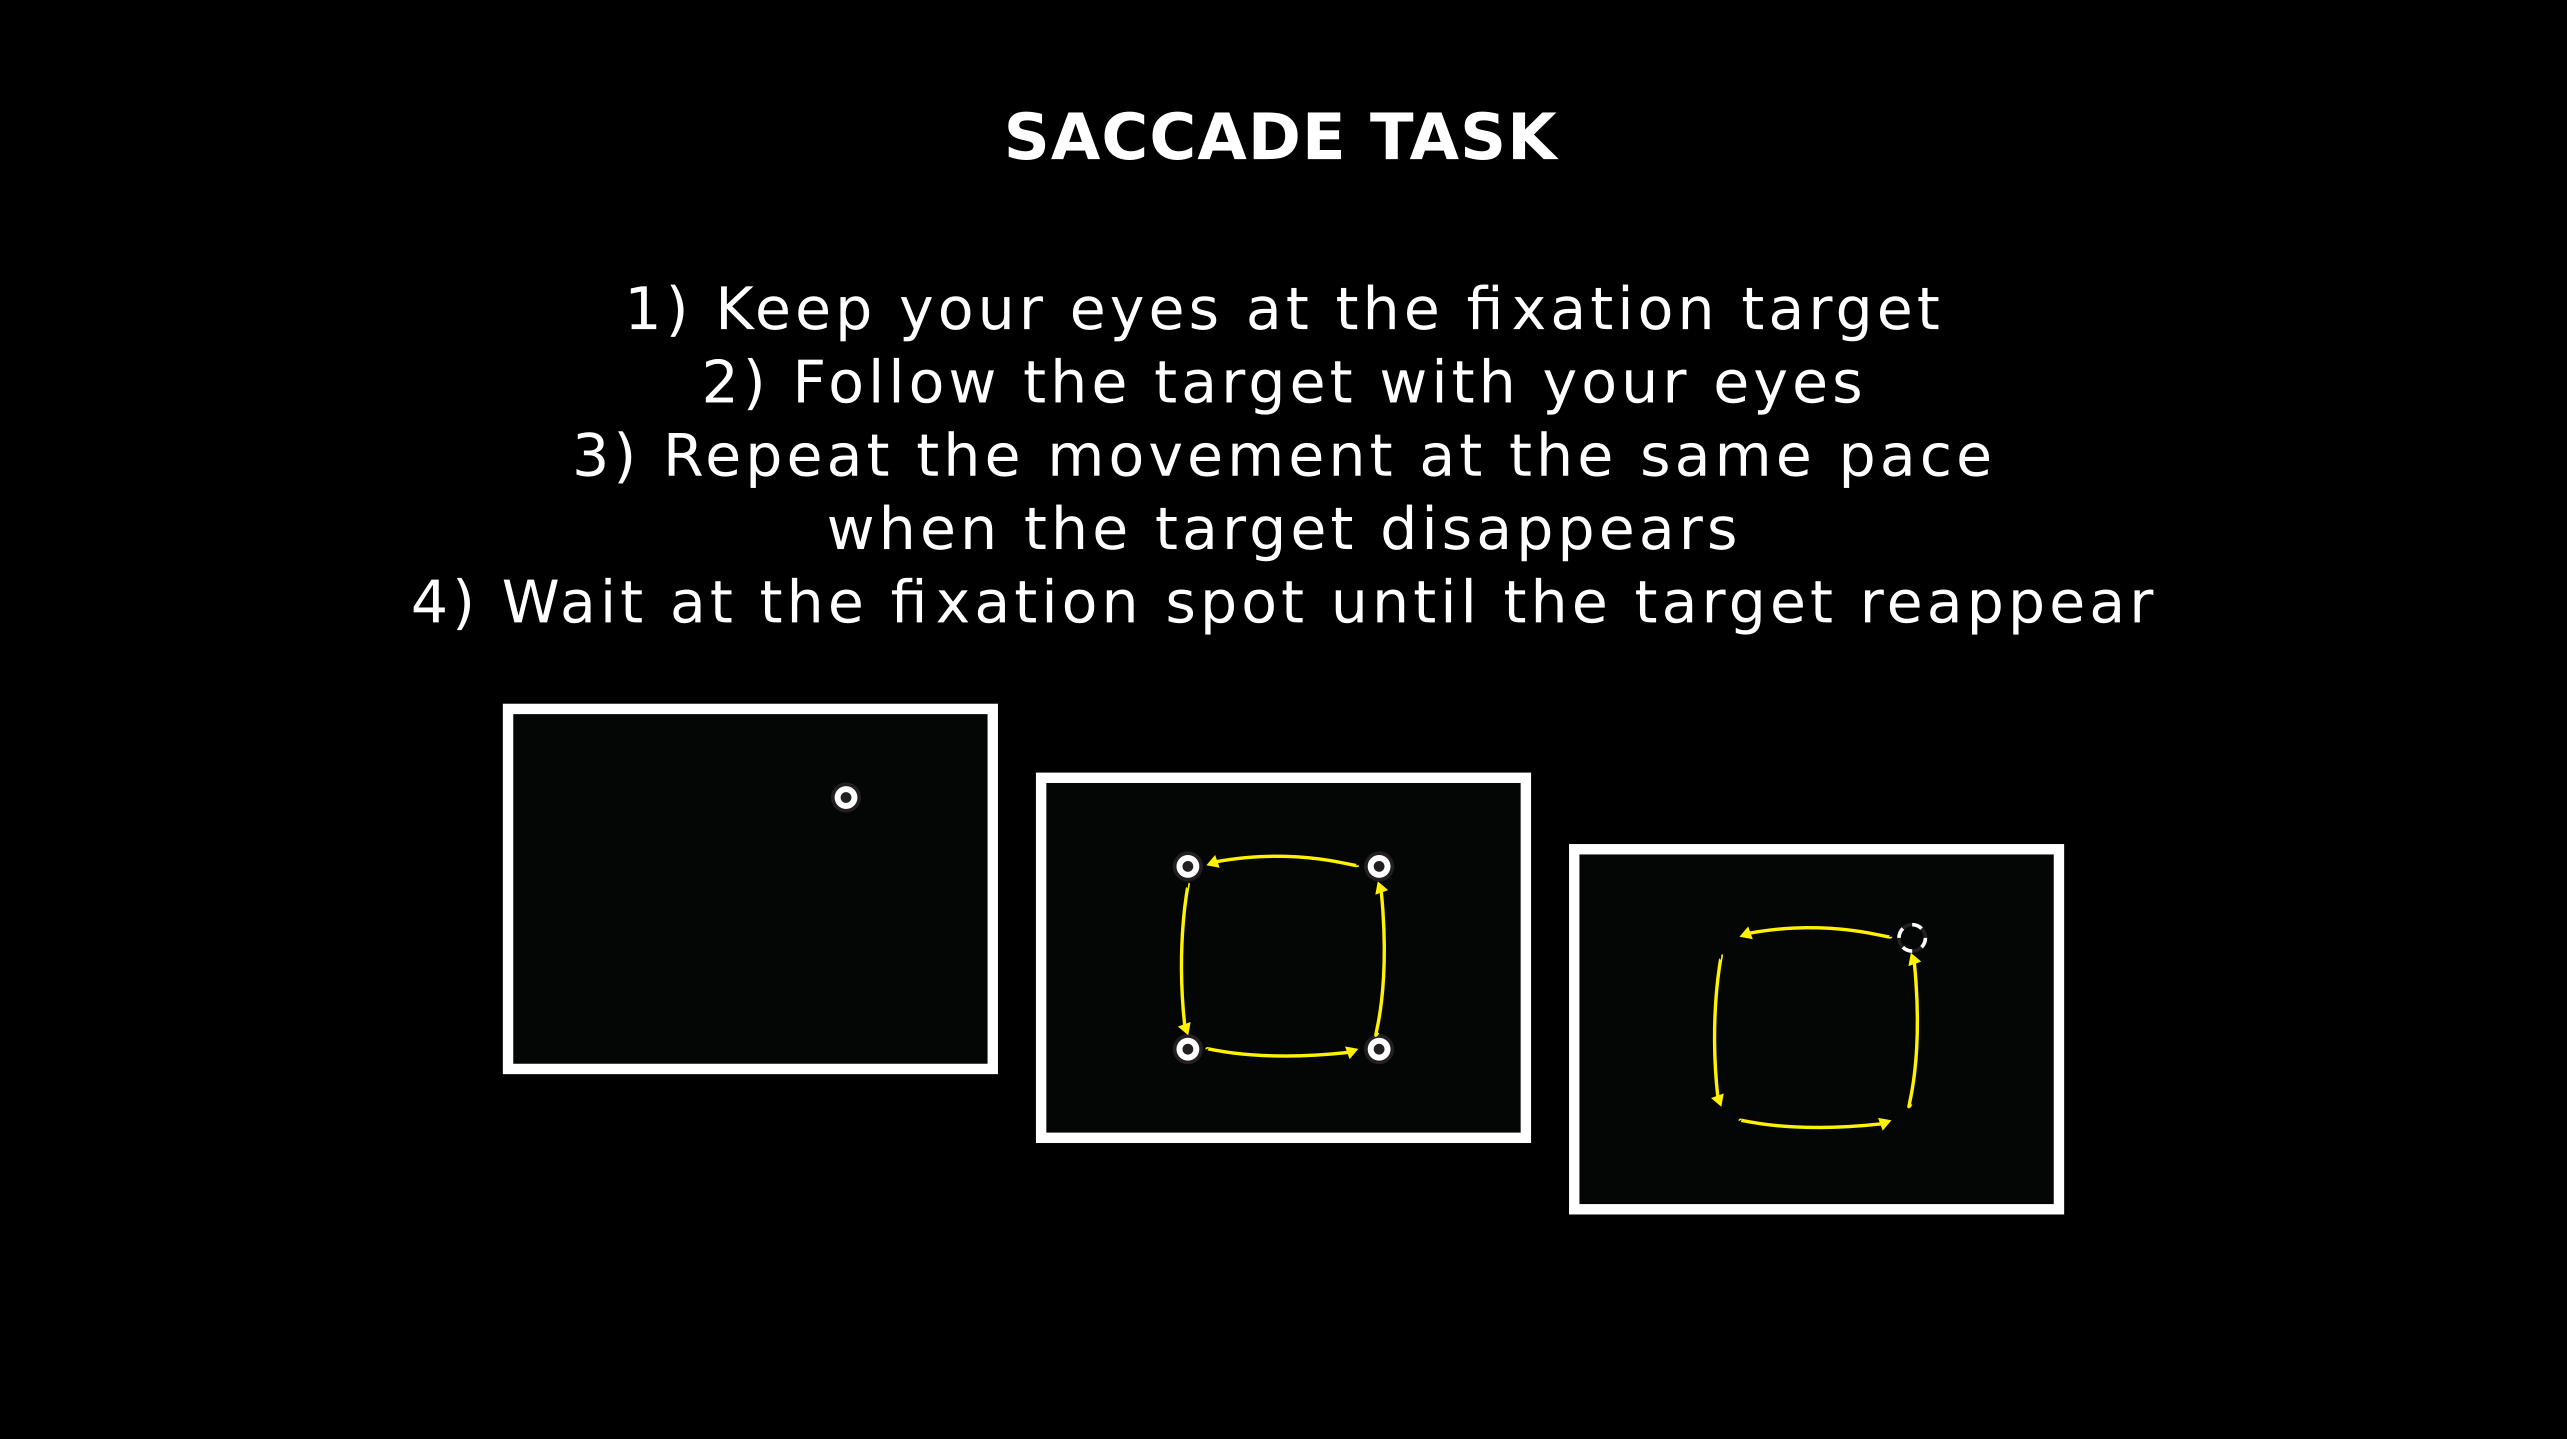 SACCADE TASK
1) Keep your eyes at the fixation target
2) Follow the target with your eyes
3) Repeat the movement at the same pace
when the target disappears
4) Wait at the fixation spot until the target reappear